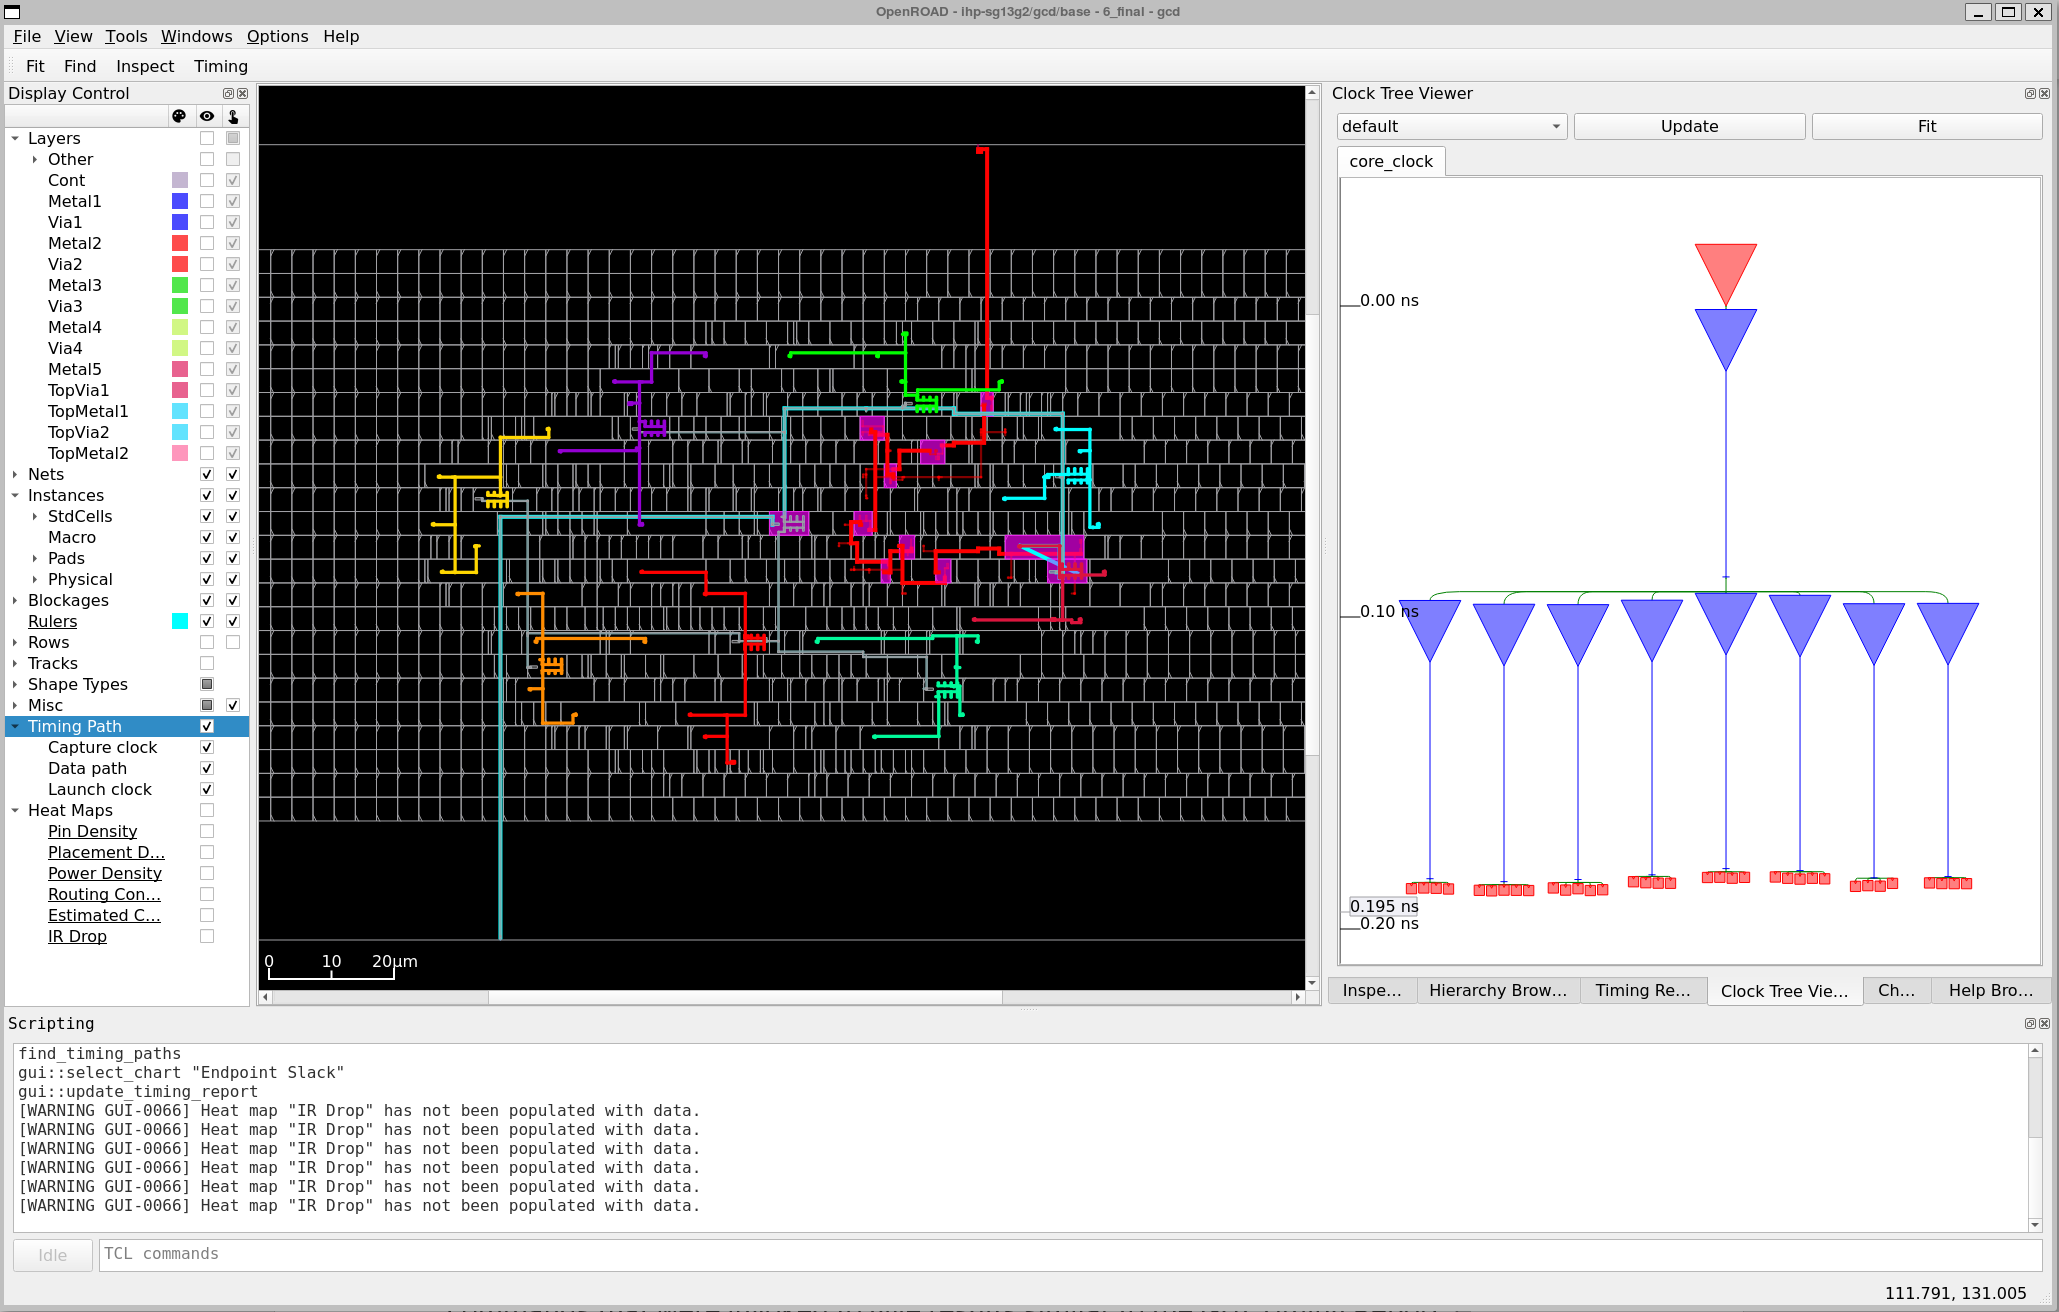 OpenROAD - ihp-sg13g2/gcd/base - 6_final - gcd
File View Tools Windows Options Help
Fit Find Inspect Timing
Display Control
Layers
Other
Cont
Metal1
Via1
Metal2
Via2
Metal3
Via3
Metal4
Via4
Metal5
TopVia1
TopMetal1
TopVia2
TopMetal2
Nets
Instances
StdCells
Macro
Pads
Physical
Blockages
Rulers
Rows
Tracks
Shape Types
Misc
Timing Path
Capture clock
Data path
Launch clock
Heat Maps
Pin Density
Placement D...
Power Density
Routing Con...
Estimated C...
IR Drop
0 10 20μm
Clock Tree Viewer
default Update Fit
core_clock
0.00 ns
0.10 ns
0.195 ns
0.20 ns
Inspe... Hierarchy Brow... Timing Re... Clock Tree Vie... Ch... Help Bro...
Scripting
find_timing_paths
gui::select_chart "Endpoint Slack"
gui::update_timing_report
[WARNING GUI-0066] Heat map "IR Drop" has not been populated with data.
[WARNING GUI-0066] Heat map "IR Drop" has not been populated with data.
[WARNING GUI-0066] Heat map "IR Drop" has not been populated with data.
[WARNING GUI-0066] Heat map "IR Drop" has not been populated with data.
[WARNING GUI-0066] Heat map "IR Drop" has not been populated with data.
[WARNING GUI-0066] Heat map "IR Drop" has not been populated with data.
Idle TCL commands
111.791, 131.005